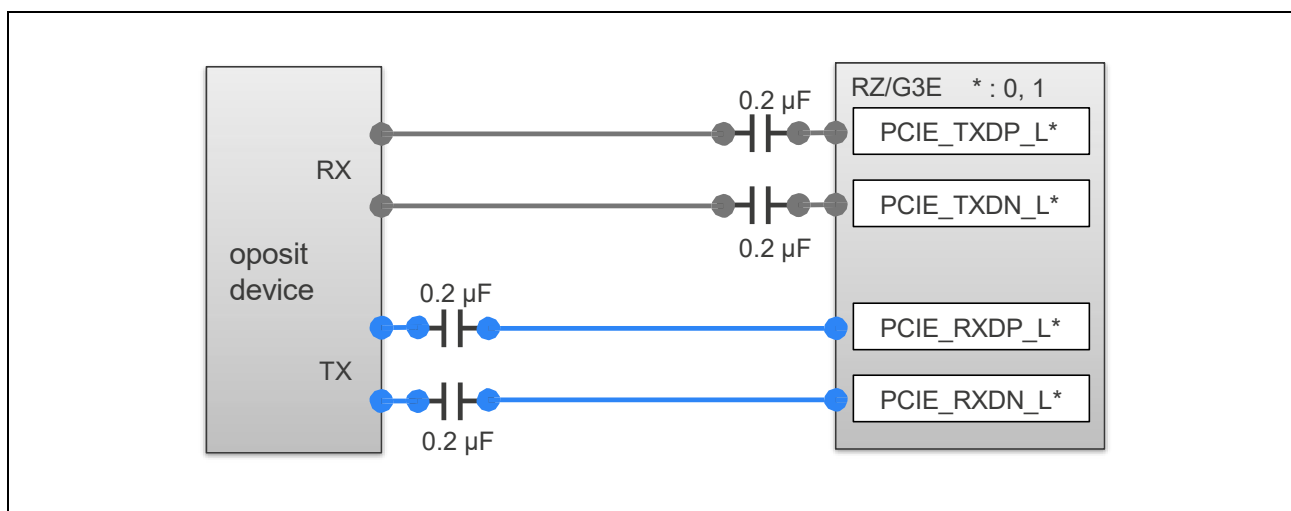 RZ/G3E * : 0, 1
0.2 µF
PCIE_TXDP_L*
RX
PCIE_TXDN_L*
0.2 µF
oposit
device
0.2 µF
PCIE_RXDP_L*
TX
PCIE_RXDN_L*
0.2 µF